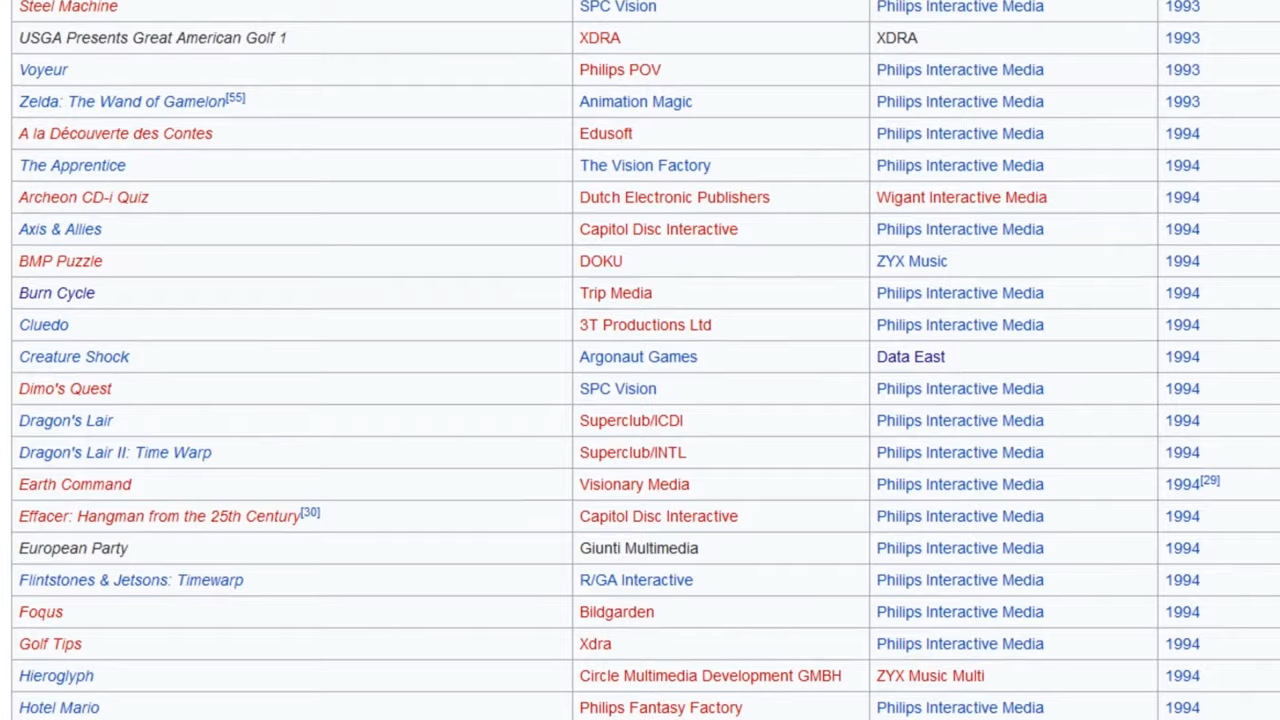 Steel Machine SPC Vision Philips Interactive Media 1993
USGA Presents Great American Golf 1 XDRA XDRA 1993
Voyeur Philips POV Philips Interactive Media 1993
Zelda: The Wand of Gamelon[55] Animation Magic Philips Interactive Media 1993
A la Découverte des Contes Edusoft Philips Interactive Media 1994
The Apprentice The Vision Factory Philips Interactive Media 1994
Archeon CD-i Quiz Dutch Electronic Publishers Wigant Interactive Media 1994
Axis & Allies Capitol Disc Interactive Philips Interactive Media 1994
BMP Puzzle DOKU ZYX Music 1994
Burn Cycle Trip Media Philips Interactive Media 1994
Cluedo 3T Productions Ltd Philips Interactive Media 1994
Creature Shock Argonaut Games Data East 1994
Dimo's Quest SPC Vision Philips Interactive Media 1994
Dragon's Lair Superclub/ICDI Philips Interactive Media 1994
Dragon's Lair II: Time Warp Superclub/INTL Philips Interactive Media 1994
Earth Command Visionary Media Philips Interactive Media 1994[29]
Effacer: Hangman from the 25th Century[30] Capitol Disc Interactive Philips Interactive Media 1994
European Party Giunti Multimedia Philips Interactive Media 1994
Flintstones & Jetsons: Timewarp R/GA Interactive Philips Interactive Media 1994
Foqus Bildgarden Philips Interactive Media 1994
Golf Tips Xdra Philips Interactive Media 1994
Hieroglyph Circle Multimedia Development GMBH ZYX Music Multi 1994
Hotel Mario Philips Fantasy Factory Philips Interactive Media 1994